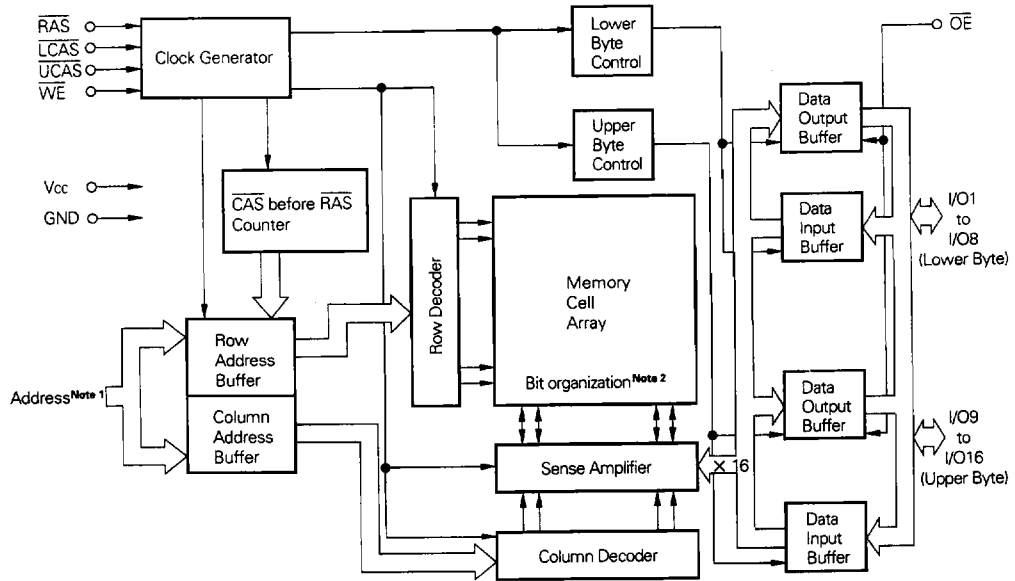 RAS
LCAS
UCAS
WE
Clock Generator
Lower
Byte
Control
Upper
Byte
Control
OE
Vcc
GND
CAS before RAS
Counter
Row Decoder
Memory
Cell
Array
Bit organization Note 2
Data
Output
Buffer
Data
Input
Buffer
I/O1
to
I/O8
(Lower Byte)
Address Note 1
Row
Address
Buffer
Column
Address
Buffer
Sense Amplifier
× 16
Column Decoder
Data
Output
Buffer
Data
Input
Buffer
I/O9
to
I/O16
(Upper Byte)